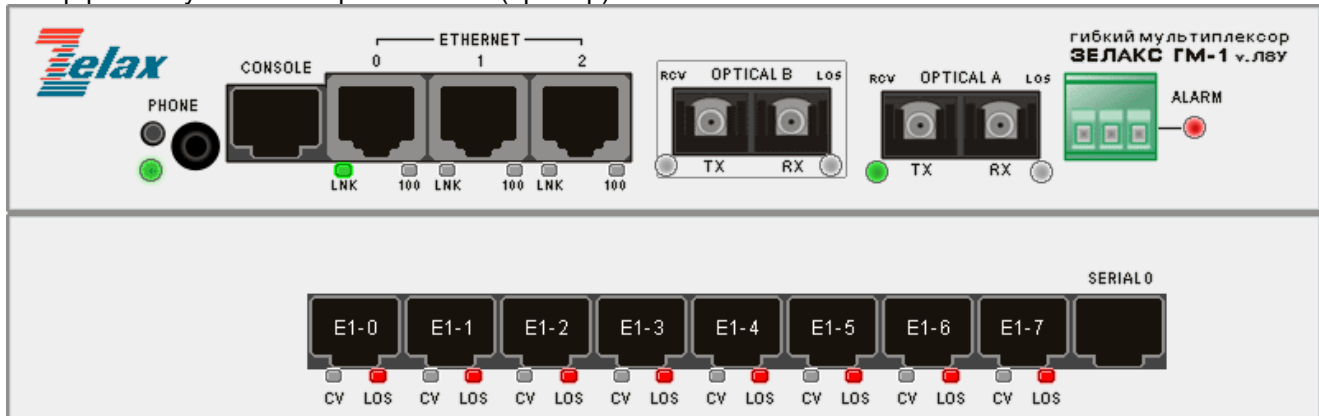 Zelax
PHONE
CONSOLE
ETHERNET
0 1 2
LNK 100 LNK 100 LNK 100
RCV OPTICAL B LOS
TX RX
RCV OPTICAL A LOS
TX RX
гибкий мультиплексор
ЗЕЛАКС ГМ-1 v.Л8У
ALARM
SERIAL 0
E1-0 E1-1 E1-2 E1-3 E1-4 E1-5 E1-6 E1-7
CV LOS CV LOS CV LOS CV LOS CV LOS CV LOS CV LOS CV LOS